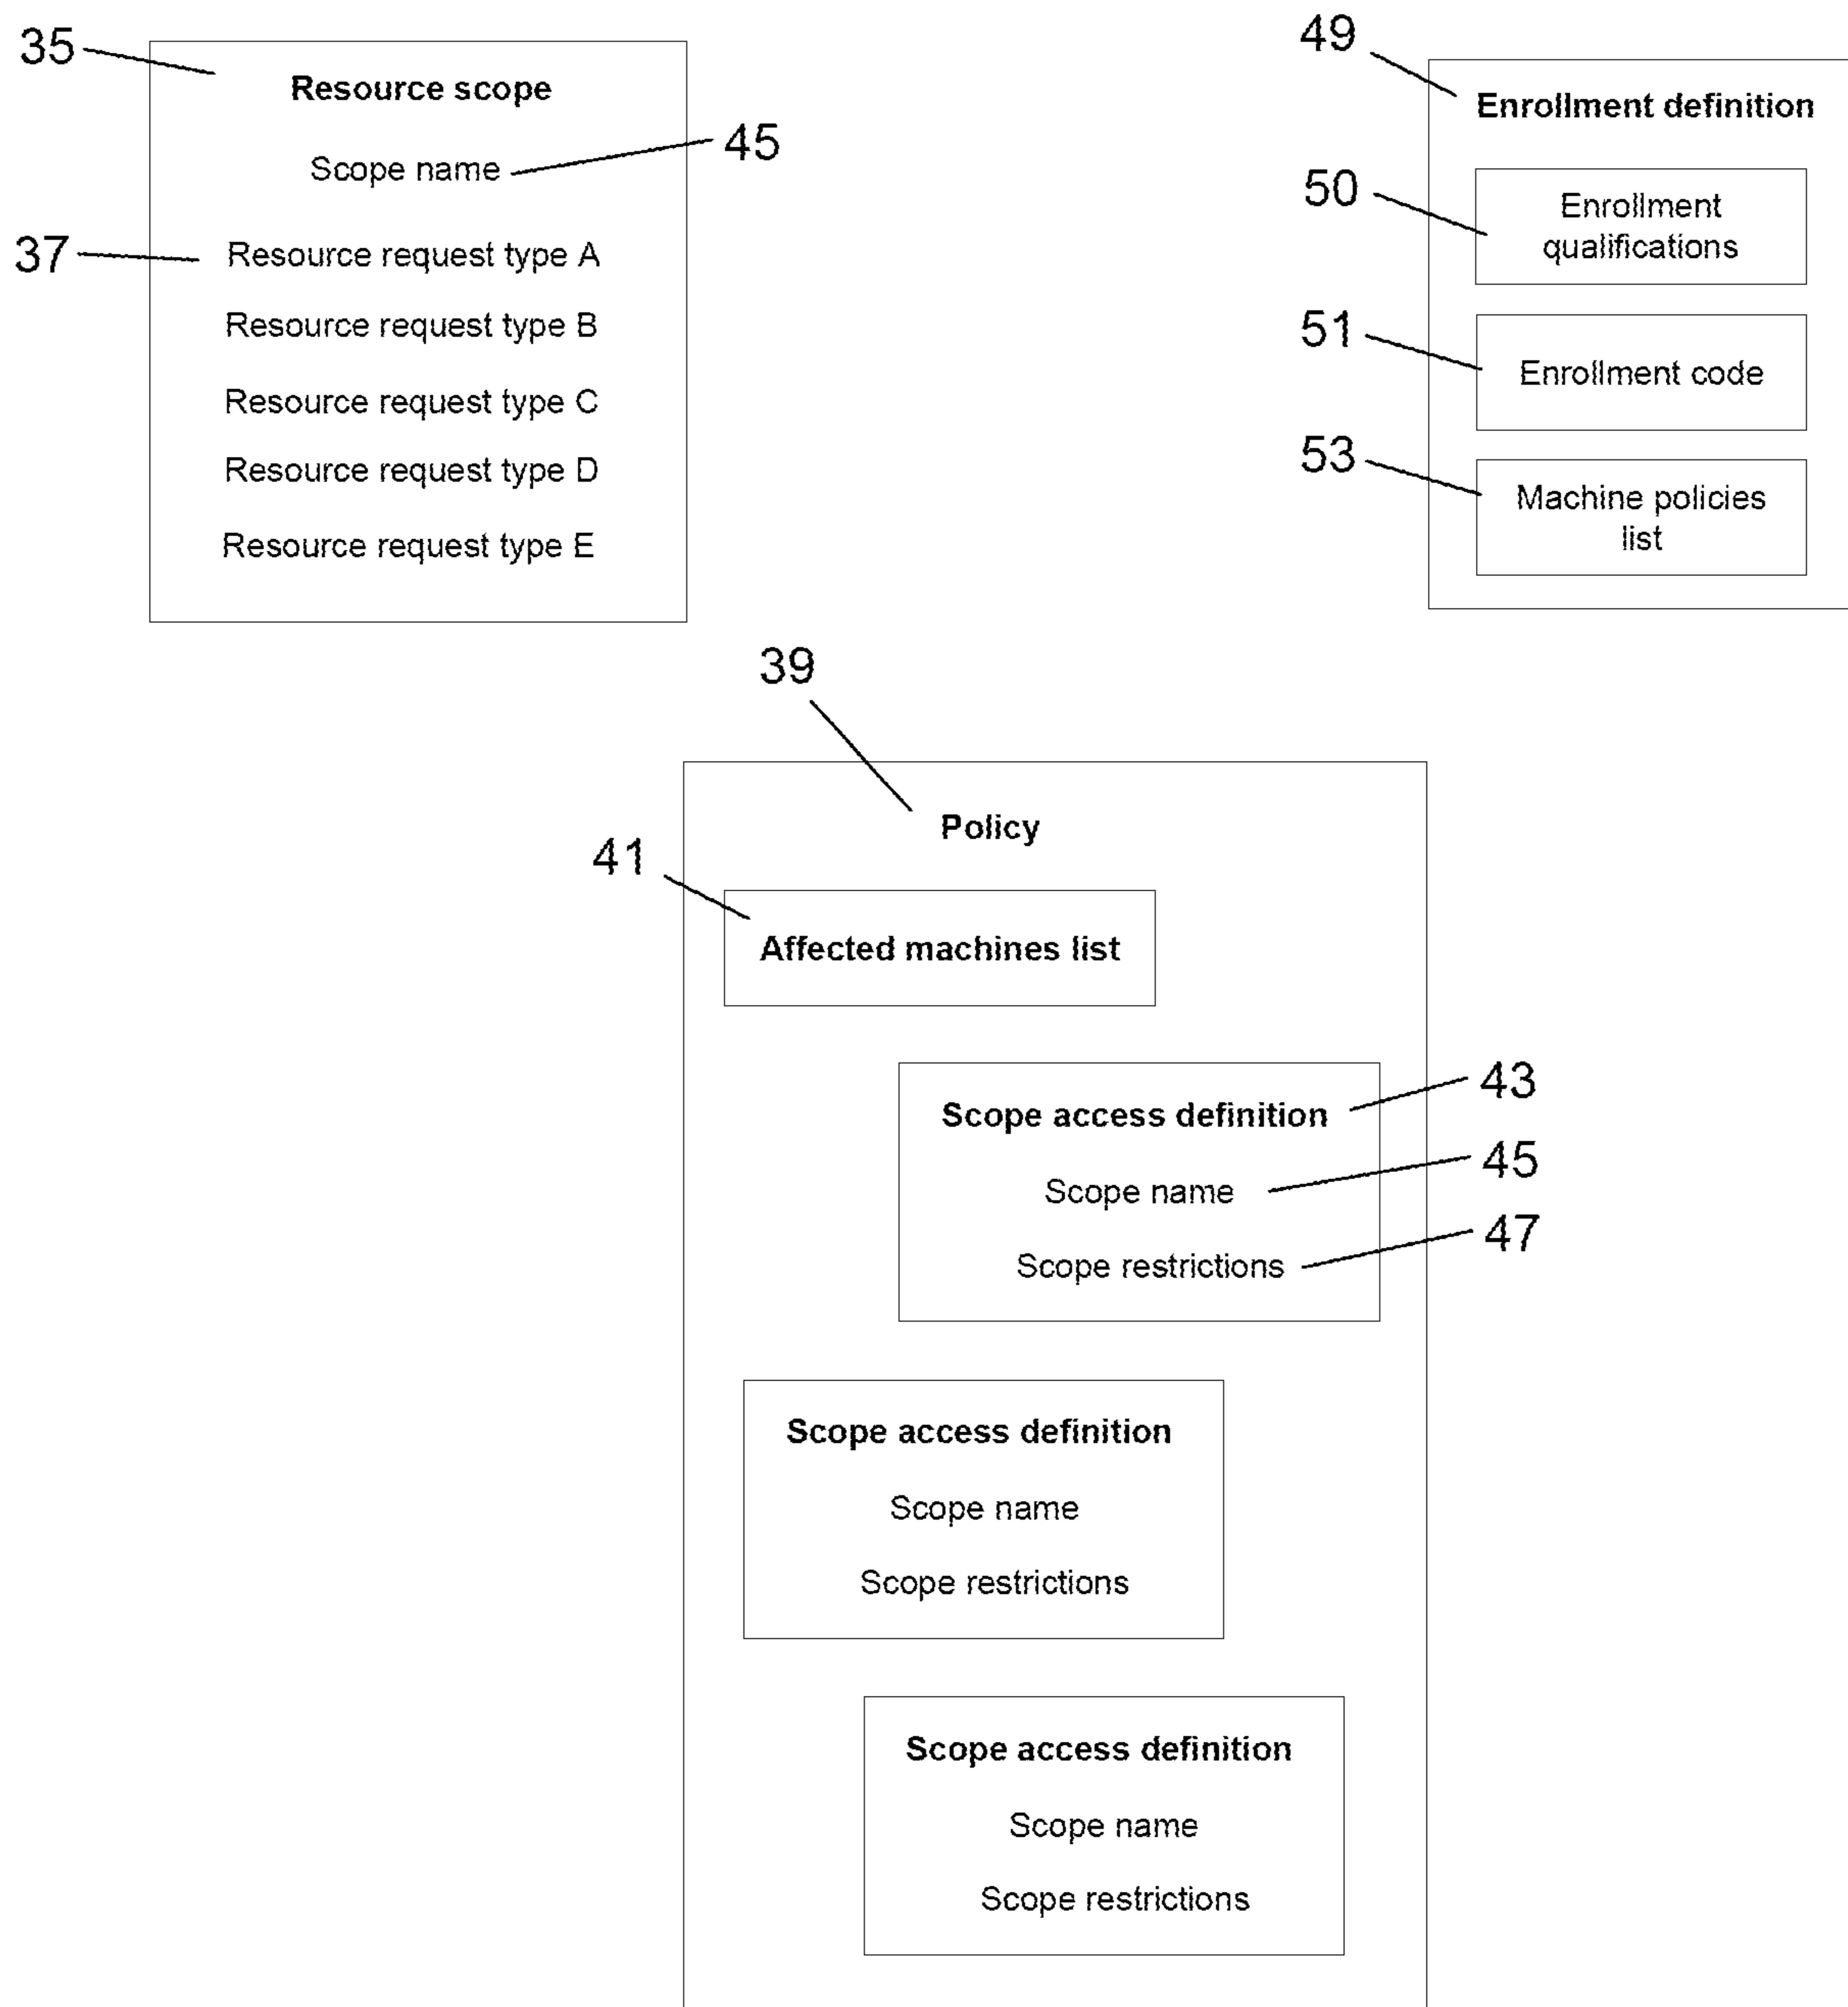 35
Resource scope
Scope name
45
37
Resource request type A
Resource request type B
Resource request type C
Resource request type D
Resource request type E
49
Enrollment definition
50
Enrollment
qualifications
51
Enrollment code
53
Machine policies
list
39
Policy
41
Affected machines list
Scope access definition
43
Scope name
45
Scope restrictions
47
Scope access definition
Scope name
Scope restrictions
Scope access definition
Scope name
Scope restrictions